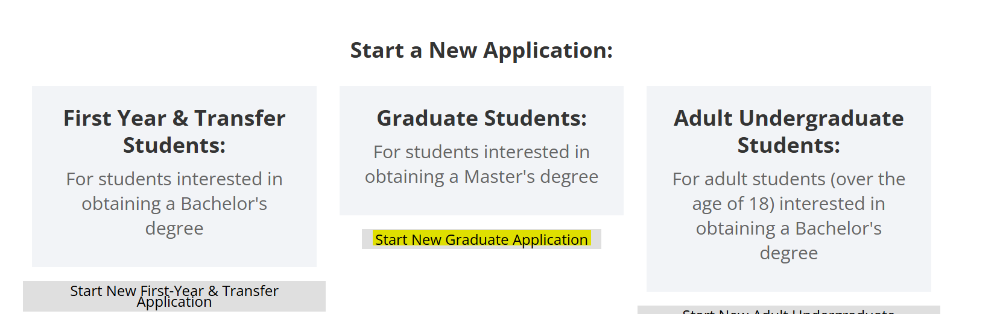 Start a New Application:
First Year & Transfer
Students:
For students interested in
obtaining a Bachelor's
degree
Start New First-Year & Transfer
Application
Graduate Students:
For students interested in
obtaining a Master's degree
Start New Graduate Application
Adult Undergraduate
Students:
For adult students (over the
age of 18) interested in
obtaining a Bachelor's
degree
Start New Adult Undergraduate